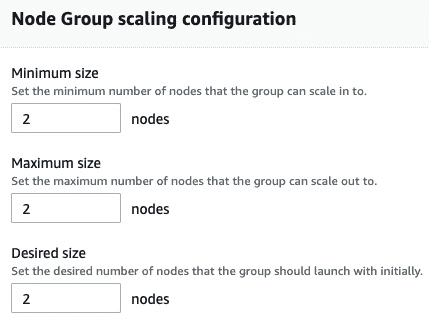 Node Group scaling configuration
Minimum size
Set the minimum number of nodes that the group can scale in to.
2 nodes
Maximum size
Set the maximum number of nodes that the group can scale out to.
2 nodes
Desired size
Set the desired number of nodes that the group should launch with initially.
2 nodes